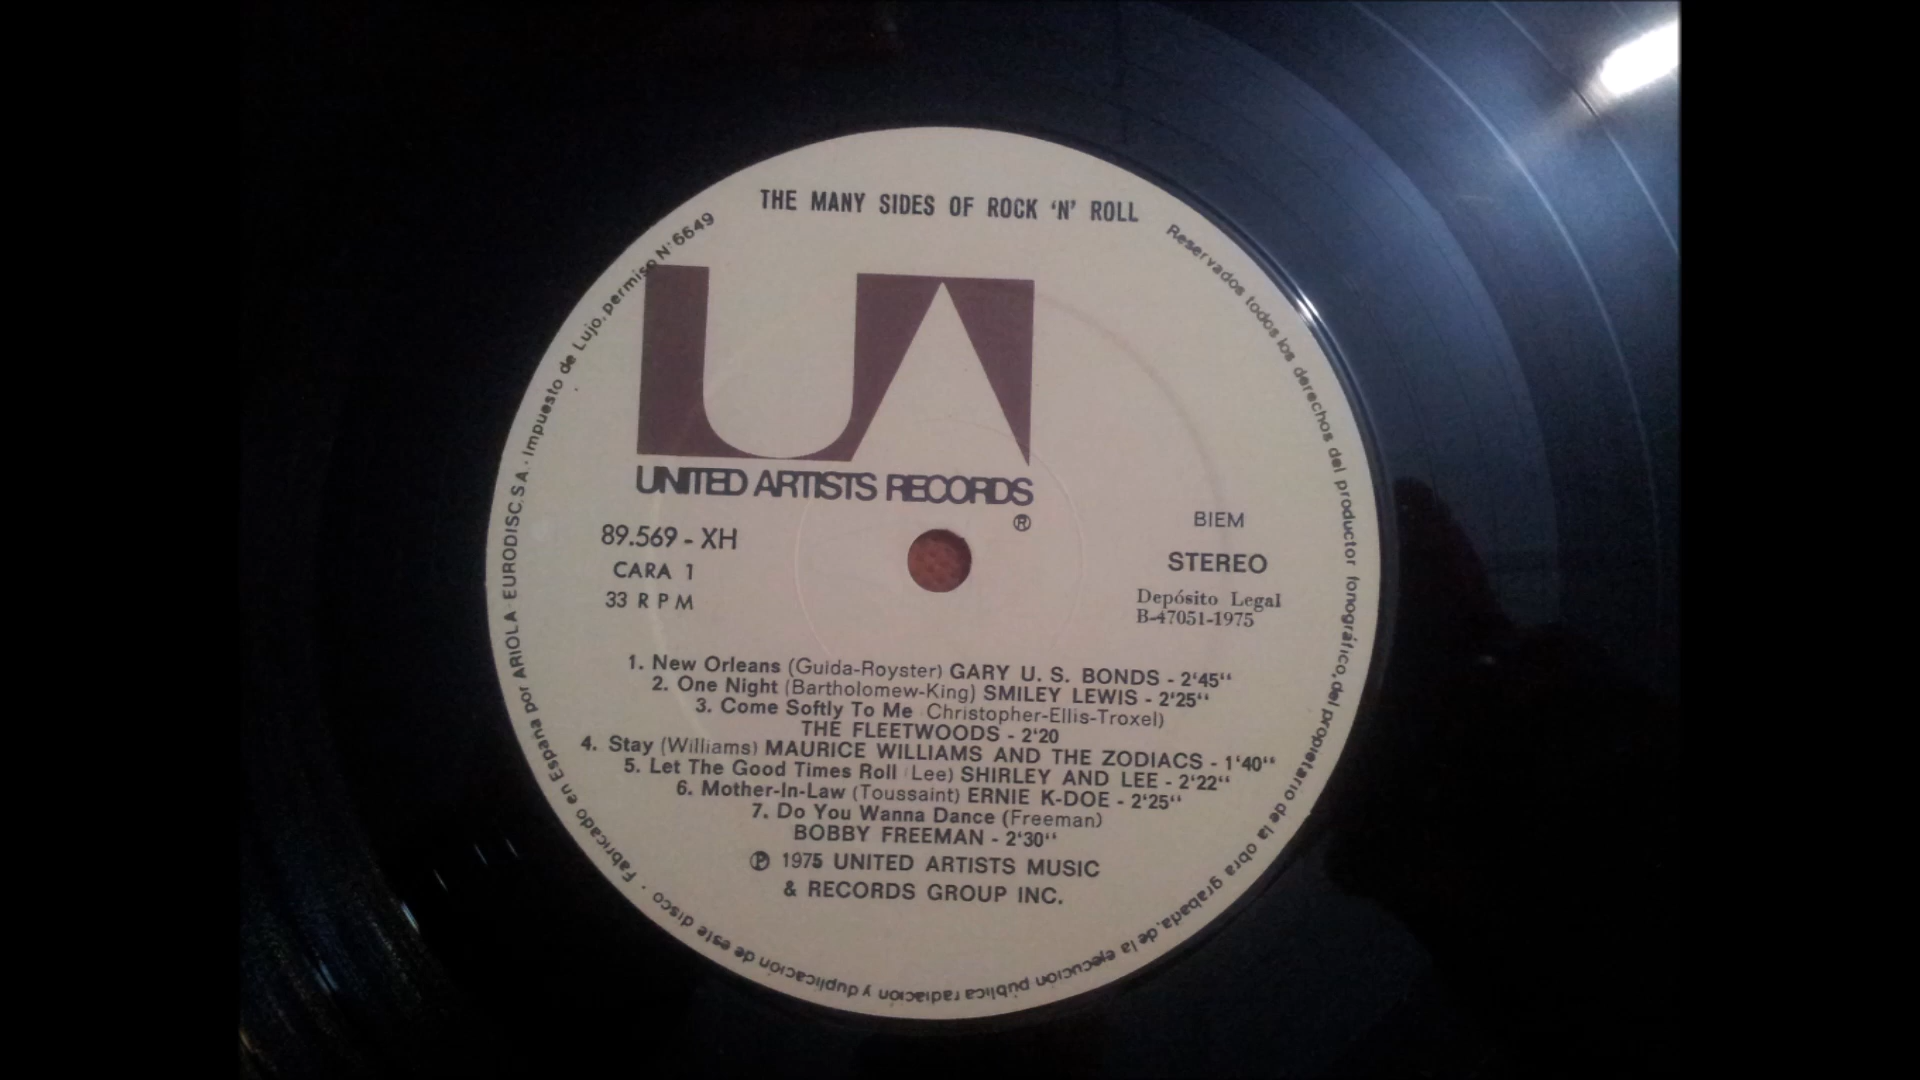 THE MANY SIDES OF ROCK ‘N’ ROLL
UA
UNITED ARTISTS RECORDS
®
89.569 - XH
CARA 1
33 R P M
BIEM
STEREO
Depósito Legal
B-47051-1975
1. New Orleans (Guida-Royster) GARY U. S. BONDS - 2‘45“
2. One Night (Bartholomew-King) SMILEY LEWIS - 2‘25“
3. Come Softly To Me Christopher-Ellis-Troxel)
THE FLEETWOODS - 2‘20
4. Stay (Williams) MAURICE WILLIAMS AND THE ZODIACS - 1‘40“
5. Let The Good Times Roll (Lee) SHIRLEY AND LEE - 2‘22“
6. Mother-In-Law (Toussaint) ERNIE K-DOE - 2‘25“
7. Do You Wanna Dance (Freeman)
BOBBY FREEMAN - 2‘30“
℗ 1975 UNITED ARTISTS MUSIC
& RECORDS GROUP INC.
Fabricado en España por ARIOLA-EURODISC,S.A. · Impuesto de Lujo, permiso N.° 6649
Reservados todos los derechos del productor fonográfico, del propietario de la obra grabada, de la ejecución pública radiación y duplicación de este disco ·